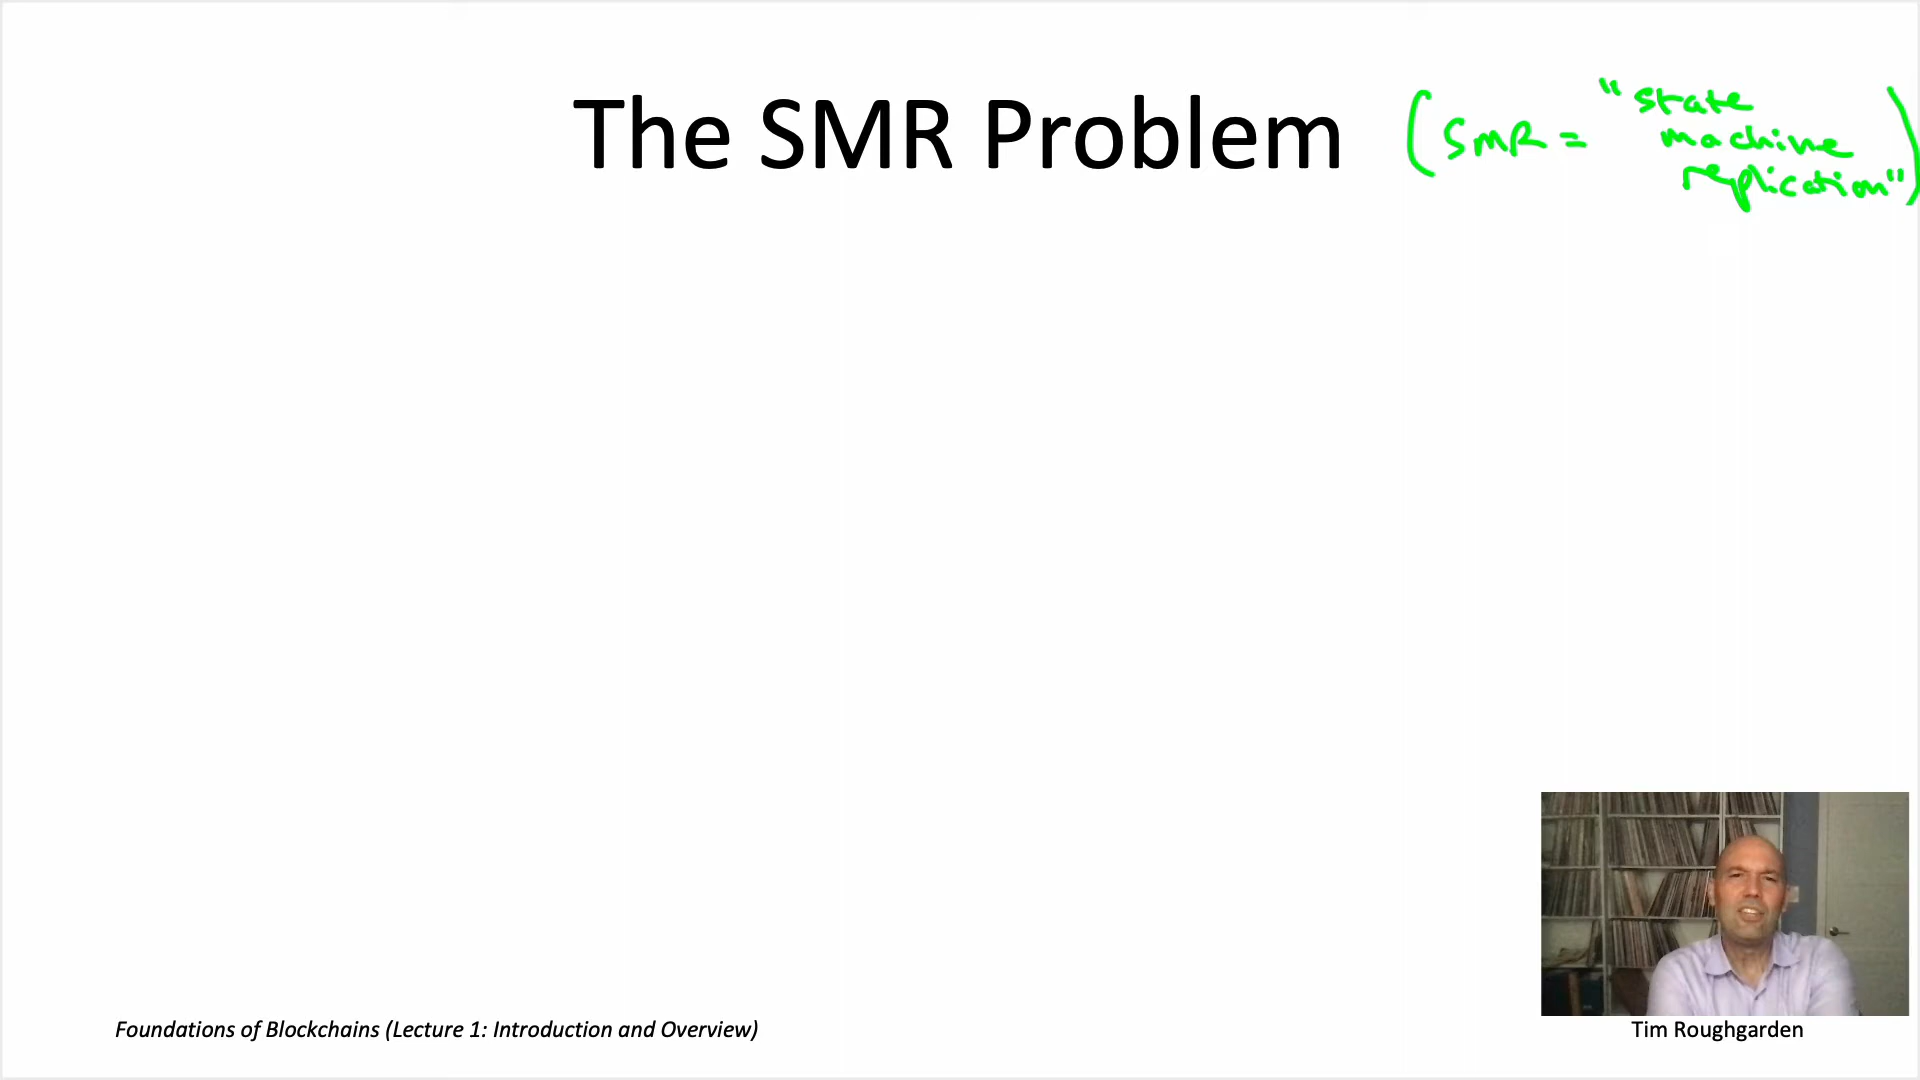 The SMR Problem
(SMR = "state
machine
replication")
Foundations of Blockchains (Lecture 1: Introduction and Overview)
Tim Roughgarden